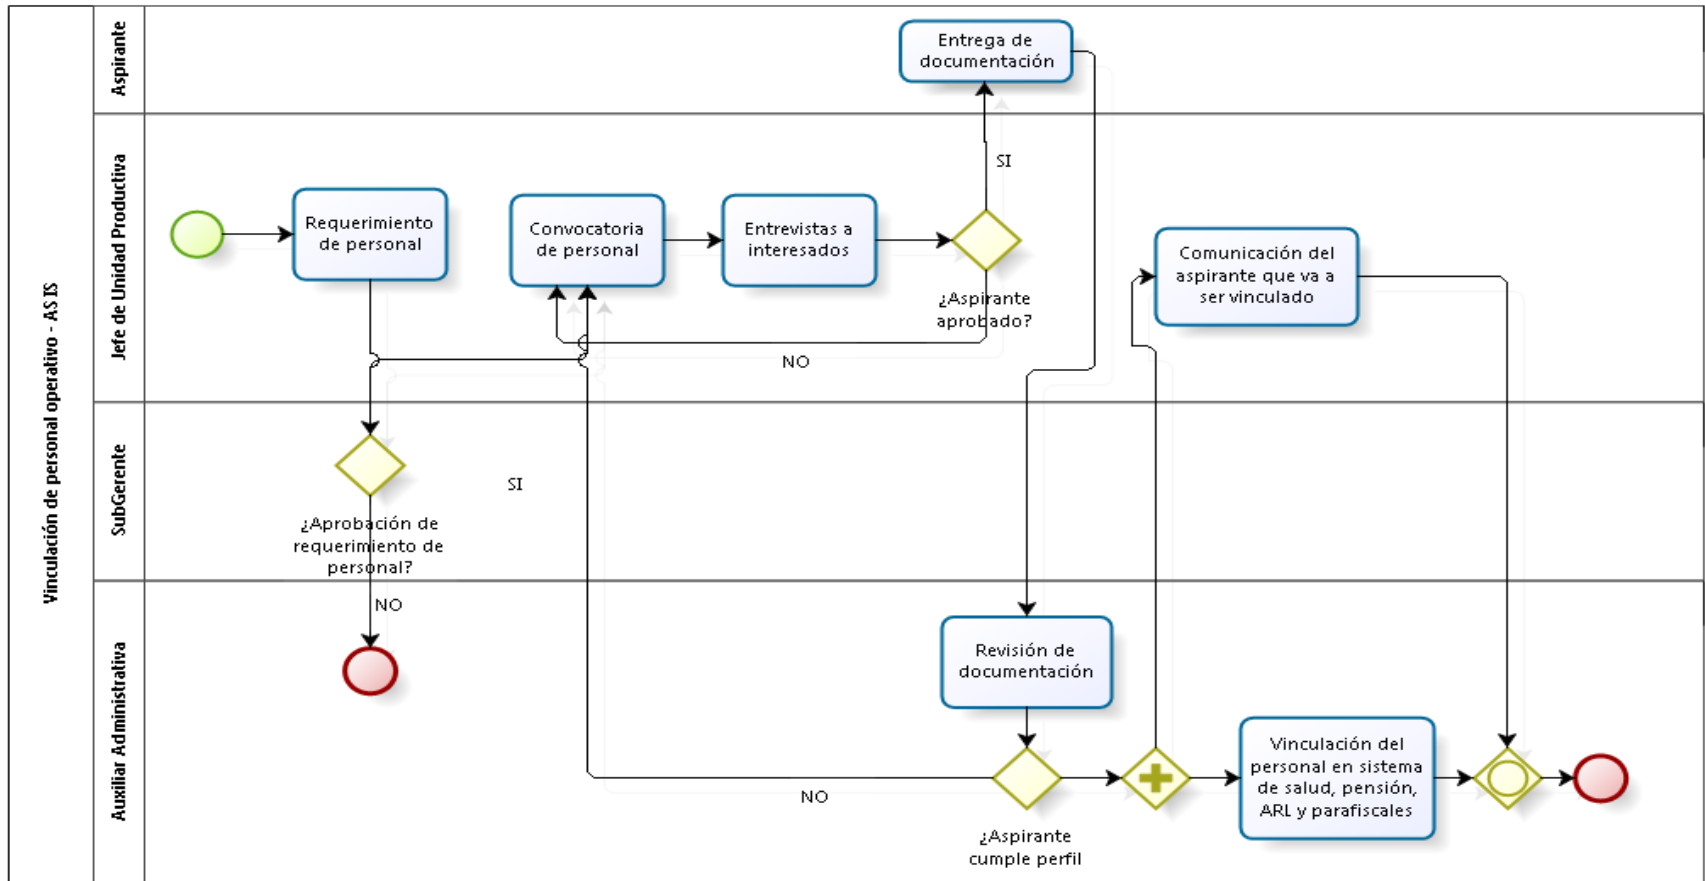 Vinculación de personal operativo - AS IS
Aspirante
Entrega de
documentación
Jefe de Unidad Productiva
Requerimiento
de personal
Convocatoria
de personal
Entrevistas a
interesados
SI
¿Aspirante
aprobado?
NO
Comunicación del
aspirante que va a
ser vinculado
SubGerente
SI
¿Aprobación de
requerimiento de
personal?
Auxiliar Administrativa
NO
Revisión de
documentación
NO
¿Aspirante
cumple perfil
Vinculación del
personal en sistema
de salud, pensión,
ARL y parafiscales